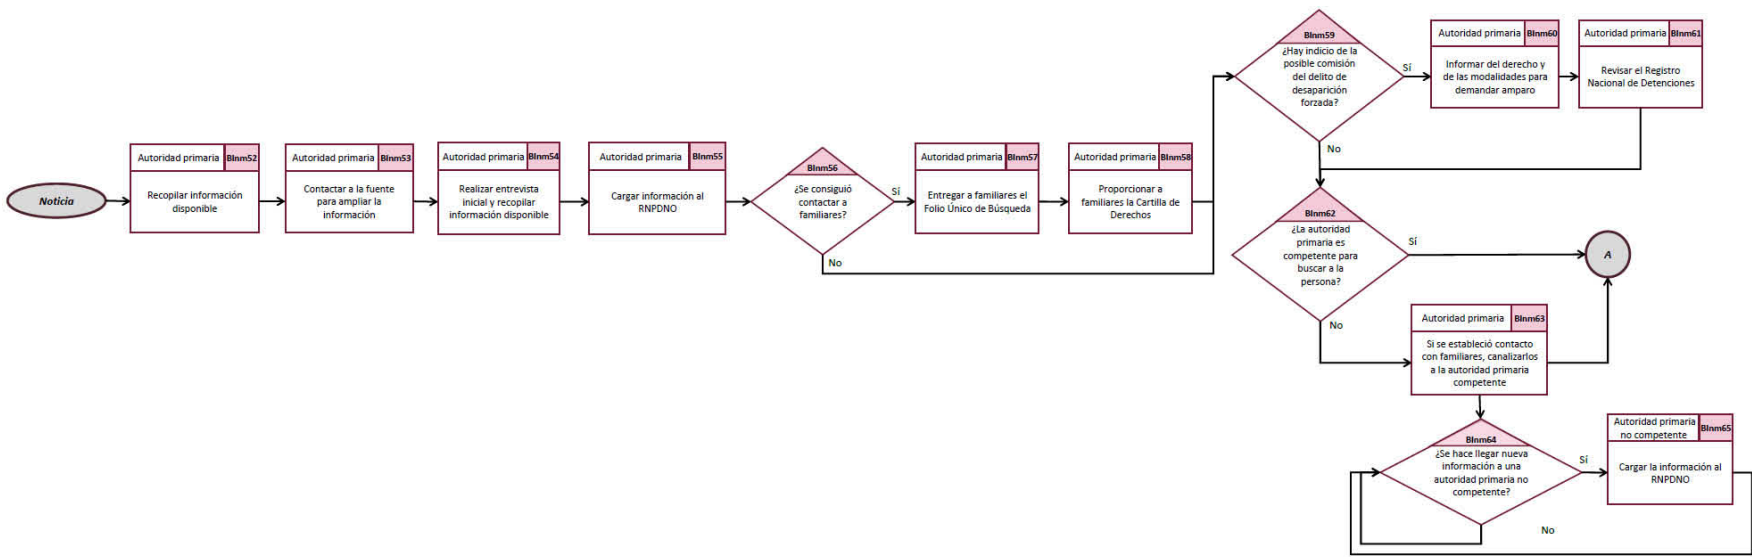 Noticia
Autoridad primaria BInm52
Recopilar información
disponible
Autoridad primaria BInm53
Contactar a la fuente
para ampliar la
información
Autoridad primaria BInm54
Realizar entrevista
inicial y recopilar
información disponible
Autoridad primaria BInm55
Cargar información al
RNPDNO
BInm56
¿Se consiguió
contactar a
familiares?
Sí
No
Autoridad primaria BInm57
Entregar a familiares el
Folio Único de Búsqueda
Autoridad primaria BInm58
Proporcionar a
familiares la Cartilla de
Derechos
BInm59
¿Hay indicio de la
posible comisión
del delito de
desaparición
forzada?
Sí
No
Autoridad primaria BInm60
Informar del derecho y
de las modalidades para
demandar amparo
Autoridad primaria BInm61
Revisar el Registro
Nacional de Detenciones
BInm62
¿La autoridad
primaria es
competente para
buscar a la
persona?
Sí
No
A
Autoridad primaria BInm63
Si se estableció contacto
con familiares, canalizarlos
a la autoridad primaria
competente
BInm64
¿Se hace llegar nueva
información a una
autoridad primaria no
competente?
Sí
No
Autoridad primaria
no competente BInm65
Cargar la información al
RNPDNO